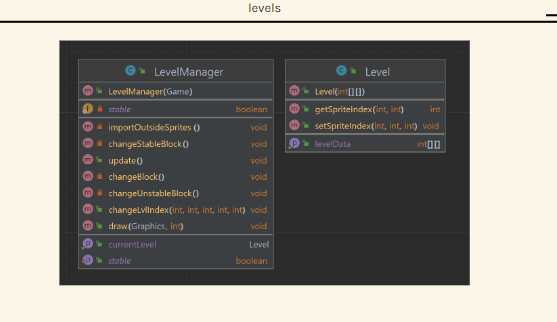 levels
LevelManager
LevelManager(Game)
stable boolean
importOutsideSprites () void
changeStableBlock() void
update() void
changeBlock() void
changeUnstableBlock() void
changeLvlIndex(int, int, int, int, int) void
draw(Graphics, int) void
currentLevel Level
stable boolean
Level
Level(int[][])
getSpriteIndex(int, int) int
setSpriteIndex(int, int, int) void
levelData int[][]